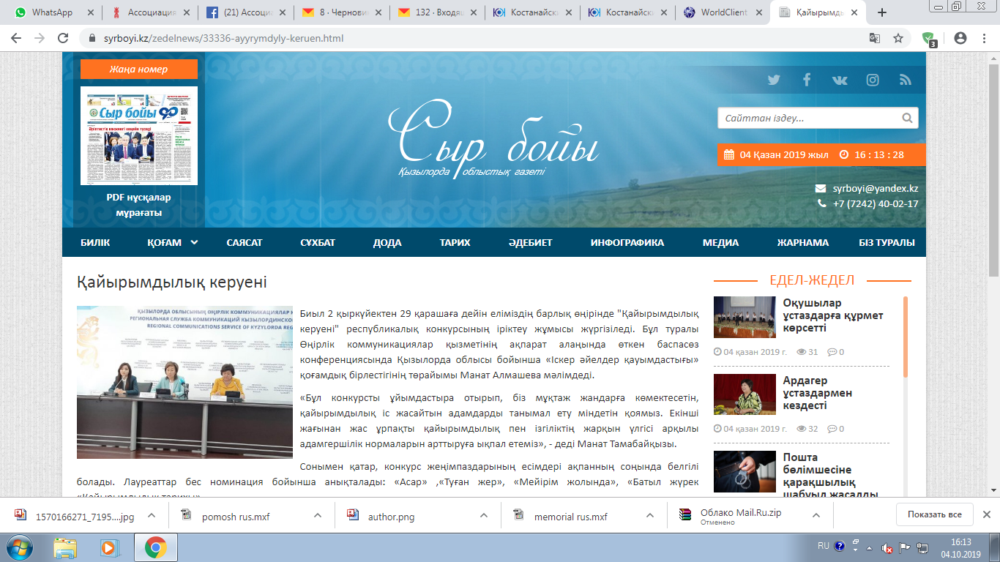 WhatsApp
Ассоциация
(21) Ассоциа
8 · Чернови
132 · Входящ
Костанайски
Костанайски
WorldClient
Қайырымды
syrboyi.kz/zedelnews/33336-ayyrymdyly-keruen.html
3
Жаңа номер
Сыр бойы 90
PDF нұсқалар
мұрағаты
Сыр бойы
Қызылорда облыстық газеті
Сайттан іздеу...
04 Қазан 2019 жыл 16 : 13 : 28
syrboyi@yandex.kz
+7 (7242) 40-02-17
БИЛІК ҚОҒАМ САЯСАТ СҰХБАТ ДОДА ТАРИХ ӘДЕБИЕТ ИНФОГРАФИКА МЕДИА ЖАРНАМА БІЗ ТУРАЛЫ
Қайырымдылық керуені
ҚЫЗЫЛОРДА ОБЛЫСЫНЫҢ ӨҢІРЛІК КОММУНИКАЦИЯЛАР Қ
РЕГИОНАЛЬНАЯ СЛУЖБА КОММУНИКАЦИЙ КЫЗЫЛОРДИНСКО
REGIONAL COMMUNICATIONS SERVICE OF KYZYLORDA REG
Биыл 2 қыркүйектен 29 қарашаға дейін еліміздің барлық өңірінде "Қайырымдылық
керуені" республикалық конкурсының іріктеу жұмысы жүргізіледі. Бұл туралы
Өңірлік коммуникациялар қызметінің ақпарат алаңында өткен баспасөз
конференциясында Қызылорда облысы бойынша «Іскер әйелдер қауымдастығы»
қоғамдық бірлестігінің төрайымы Манат Алмашева мәлімдеді.
«Бұл конкурсты ұйымдастыра отырып, біз мұқтаж жандарға көмектесетін,
қайырымдылық іс жасайтын адамдарды танымал ету міндетін қоямыз. Екінші
жағынан жас ұрпақты қайырымдылық пен ізгіліктің жарқын үлгісі арқылы
адамгершілік нормаларын арттыруға ықпал етеміз», - деді Манат Тамабайқызы.
Сонымен қатар, конкурс жеңімпаздарының есімдері ақпанның соңында белгілі
болады. Лауреаттар бес номинация бойынша анықталады: «Асар» ,«Туған жер», «Мейірім жолында», «Батыл жүрек
«Қайырымдылық тарихы»
ЕДЕЛ-ЖЕДЕЛ
Оқушылар
ұстаздарға құрмет
көрсетті
04 қазан 2019 г. 31 0
Ардагер
ұстаздармен
кездесті
04 қазан 2019 г. 32 0
Пошта
бөлімшесіне
қарақшылық
шабуыл жасалды
1570166271_7195....jpg
pomosh rus.mxf
author.png
memorial rus.mxf
Облако Mail.Ru.zip
Отменено
Показать все
RU
16:13
04.10.2019